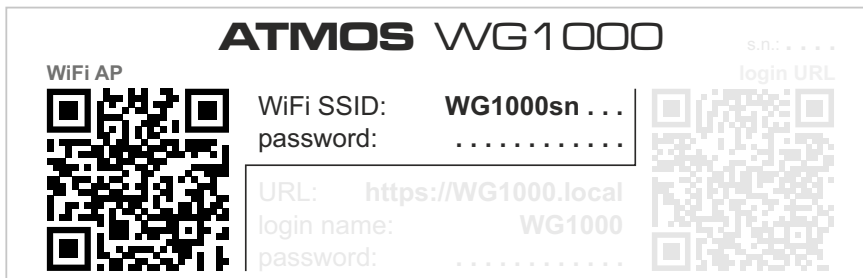 ATMOS WG1000
s.n.: . . . .
WiFi AP
login URL
WiFi SSID: WG1000sn . . .
password: . . . . . . . . . . . .
URL: https://WG1000.local
login name: WG1000
password: . . . . . . . . . . . .